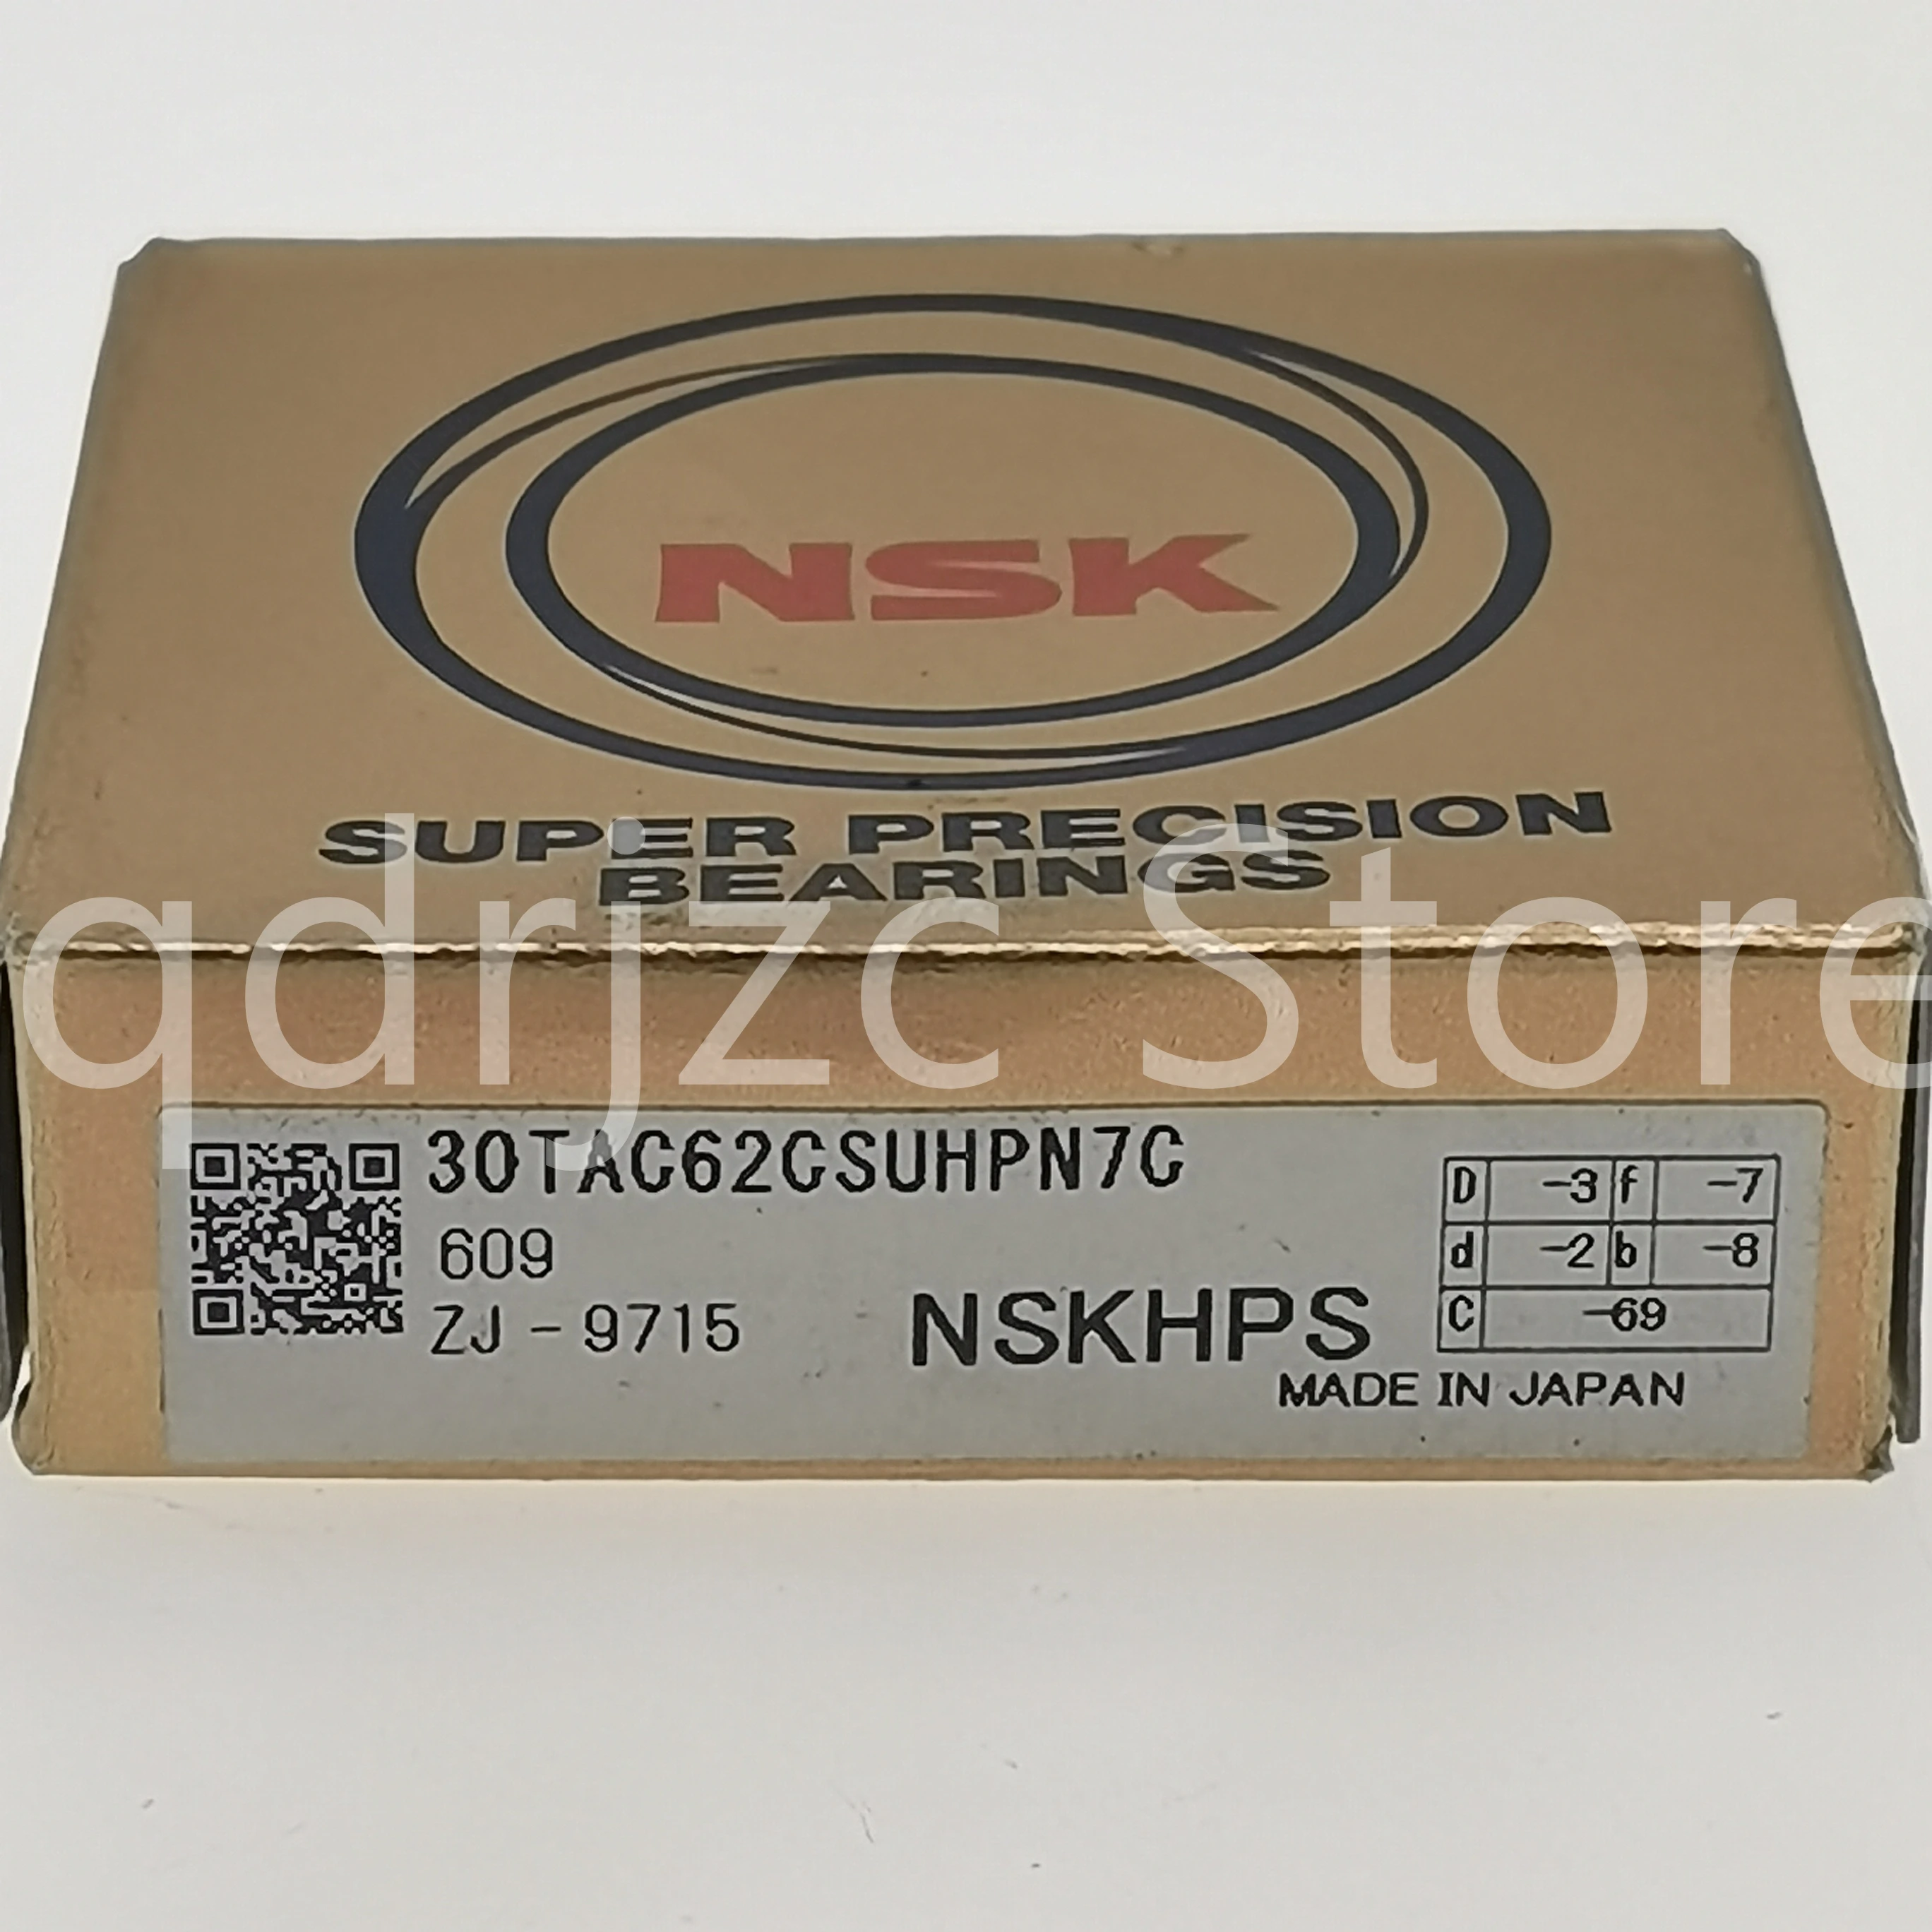 NSK
SUPER PRECISION
BEARINGS
qdrjzc Store
30TAC62CSUHPN7C
609
ZJ-9715
NSKHPS
D -3 f -7
d -2 b -8
C -69
MADE IN JAPAN